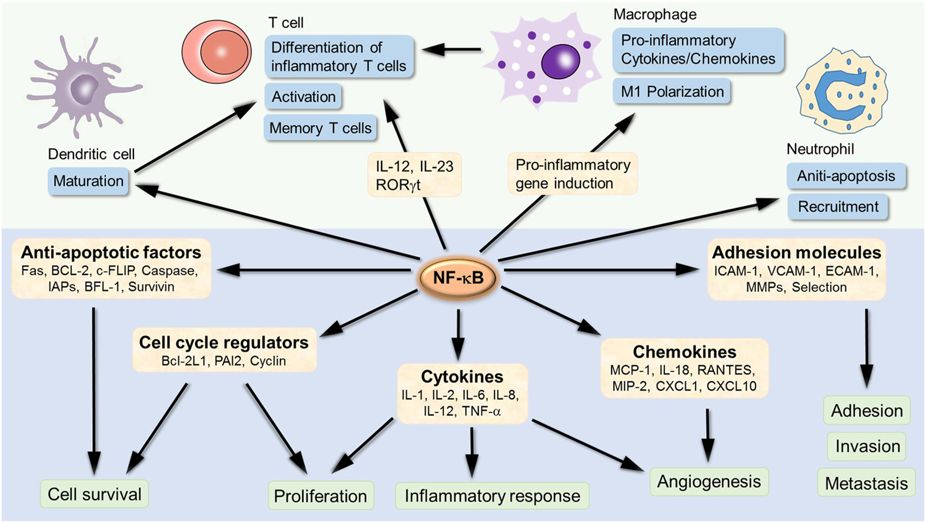 T cell
Differentiation of
inflammatory T cells
Activation
Memory T cells
Macrophage
Pro-inflammatory
Cytokines/Chemokines
M1 Polarization
Dendritic cell
Maturation
IL-12, IL-23
RORγt
Pro-inflammatory
gene induction
Neutrophil
Aniti-apoptosis
Recruitment
NF-κB
Anti-apoptotic factors
Fas, BCL-2, c-FLIP, Caspase,
IAPs, BFL-1, Survivin
Adhesion molecules
ICAM-1, VCAM-1, ECAM-1,
MMPs, Selection
Cell cycle regulators
Bcl-2L1, PAI2, Cyclin
Cytokines
IL-1, IL-2, IL-6, IL-8,
IL-12, TNF-α
Chemokines
MCP-1, IL-18, RANTES,
MIP-2, CXCL1, CXCL10
Cell survival
Proliferation
Inflammatory response
Angiogenesis
Adhesion
Invasion
Metastasis